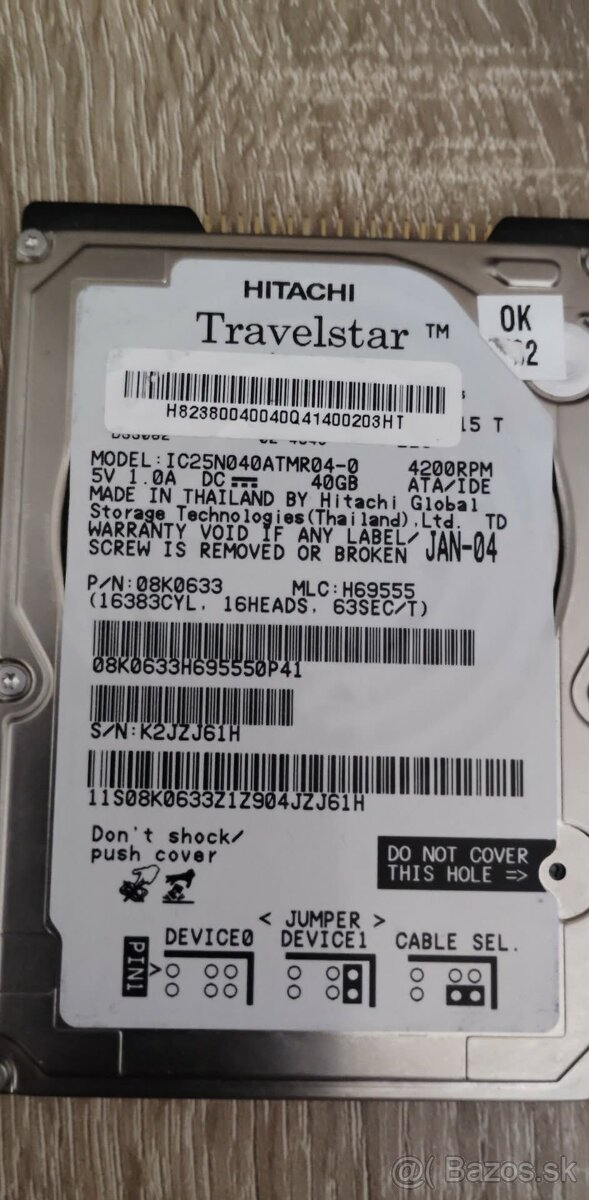 HITACHI
Travelstar ™
OK
H82380040040Q41400203HT
15 T
MODEL:IC25N040ATMR04-0 4200RPM
5V 1.0A DC 40GB ATA/IDE
MADE IN THAILAND BY Hitachi Global
Storage Technologies(Thailand),Ltd. TD
WARRANTY VOID IF ANY LABEL/ JAN-04
SCREW IS REMOVED OR BROKEN
P/N:08K0633 MLC:H69555
(16383CYL. 16HEADS. 63SEC/T)
08K0633H695550P41
S/N:K2JZJ61H
11S08K0633Z1Z904JZJ61H
Don't shock/
push cover
DO NOT COVER
THIS HOLE =>
< JUMPER >
DEVICE0 DEVICE1 CABLE SEL.
PIN1 >
@( Bazos.sk